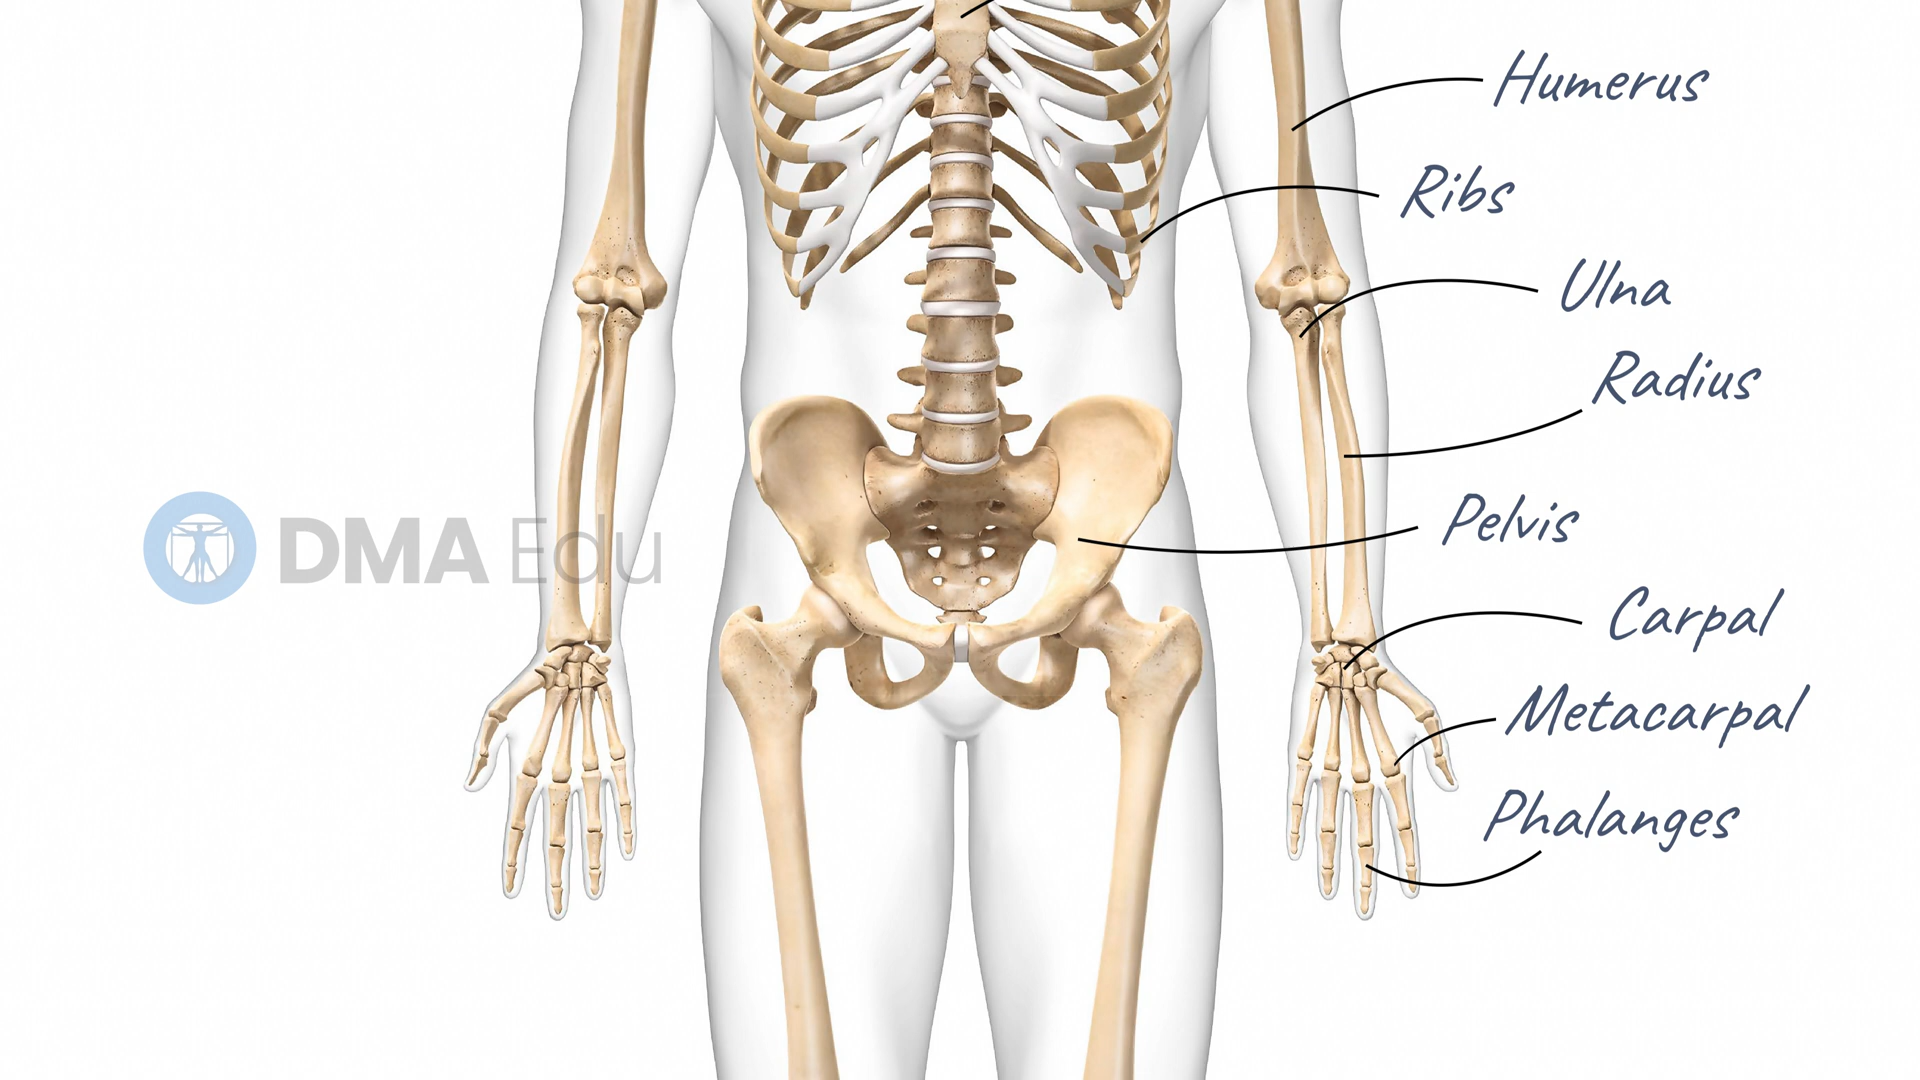 Humerus
Ribs
Ulna
Radius
DMA Edu
Pelvis
Carpal
Metacarpal
Phalanges